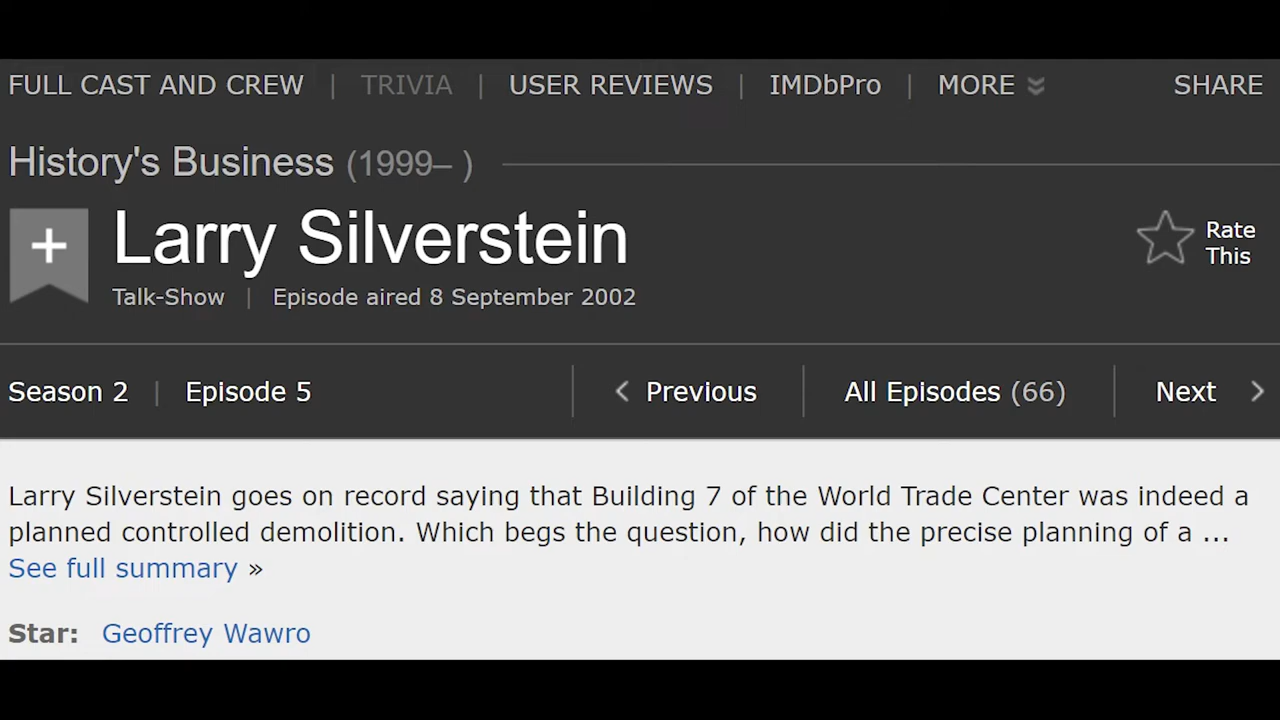 FULL CAST AND CREW | TRIVIA | USER REVIEWS | IMDbPro | MORE SHARE
History's Business (1999– )
+ Larry Silverstein Rate This
Talk-Show | Episode aired 8 September 2002
Season 2 | Episode 5 Previous All Episodes (66) Next
Larry Silverstein goes on record saying that Building 7 of the World Trade Center was indeed a
planned controlled demolition. Which begs the question, how did the precise planning of a ...
See full summary »
Star: Geoffrey Wawro